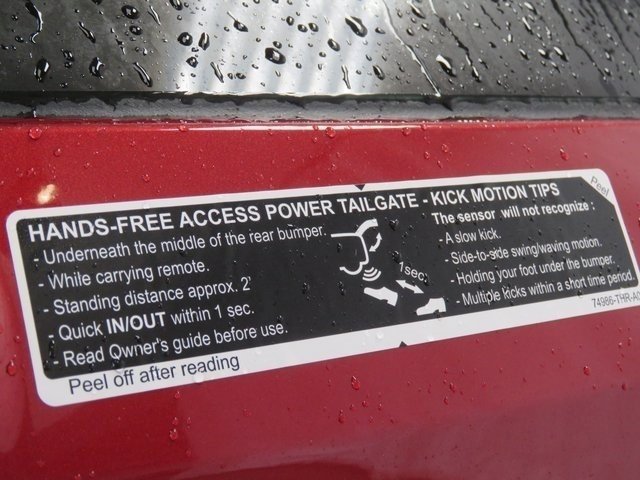 HANDS-FREE ACCESS POWER TAILGATE - KICK MOTION TIPS
- Underneath the middle of the rear bumper.
- While carrying remote.
- Standing distance approx. 2'
- Quick IN/OUT within 1 sec.
- Read Owner's guide before use.
Peel off after reading
1sec
The sensor will not recognize :
- A slow kick.
- Side-to-side swing/waving motion.
- Holding your foot under the bumper.
- Multiple kicks within a short time period
74986-THR-A0
Peel